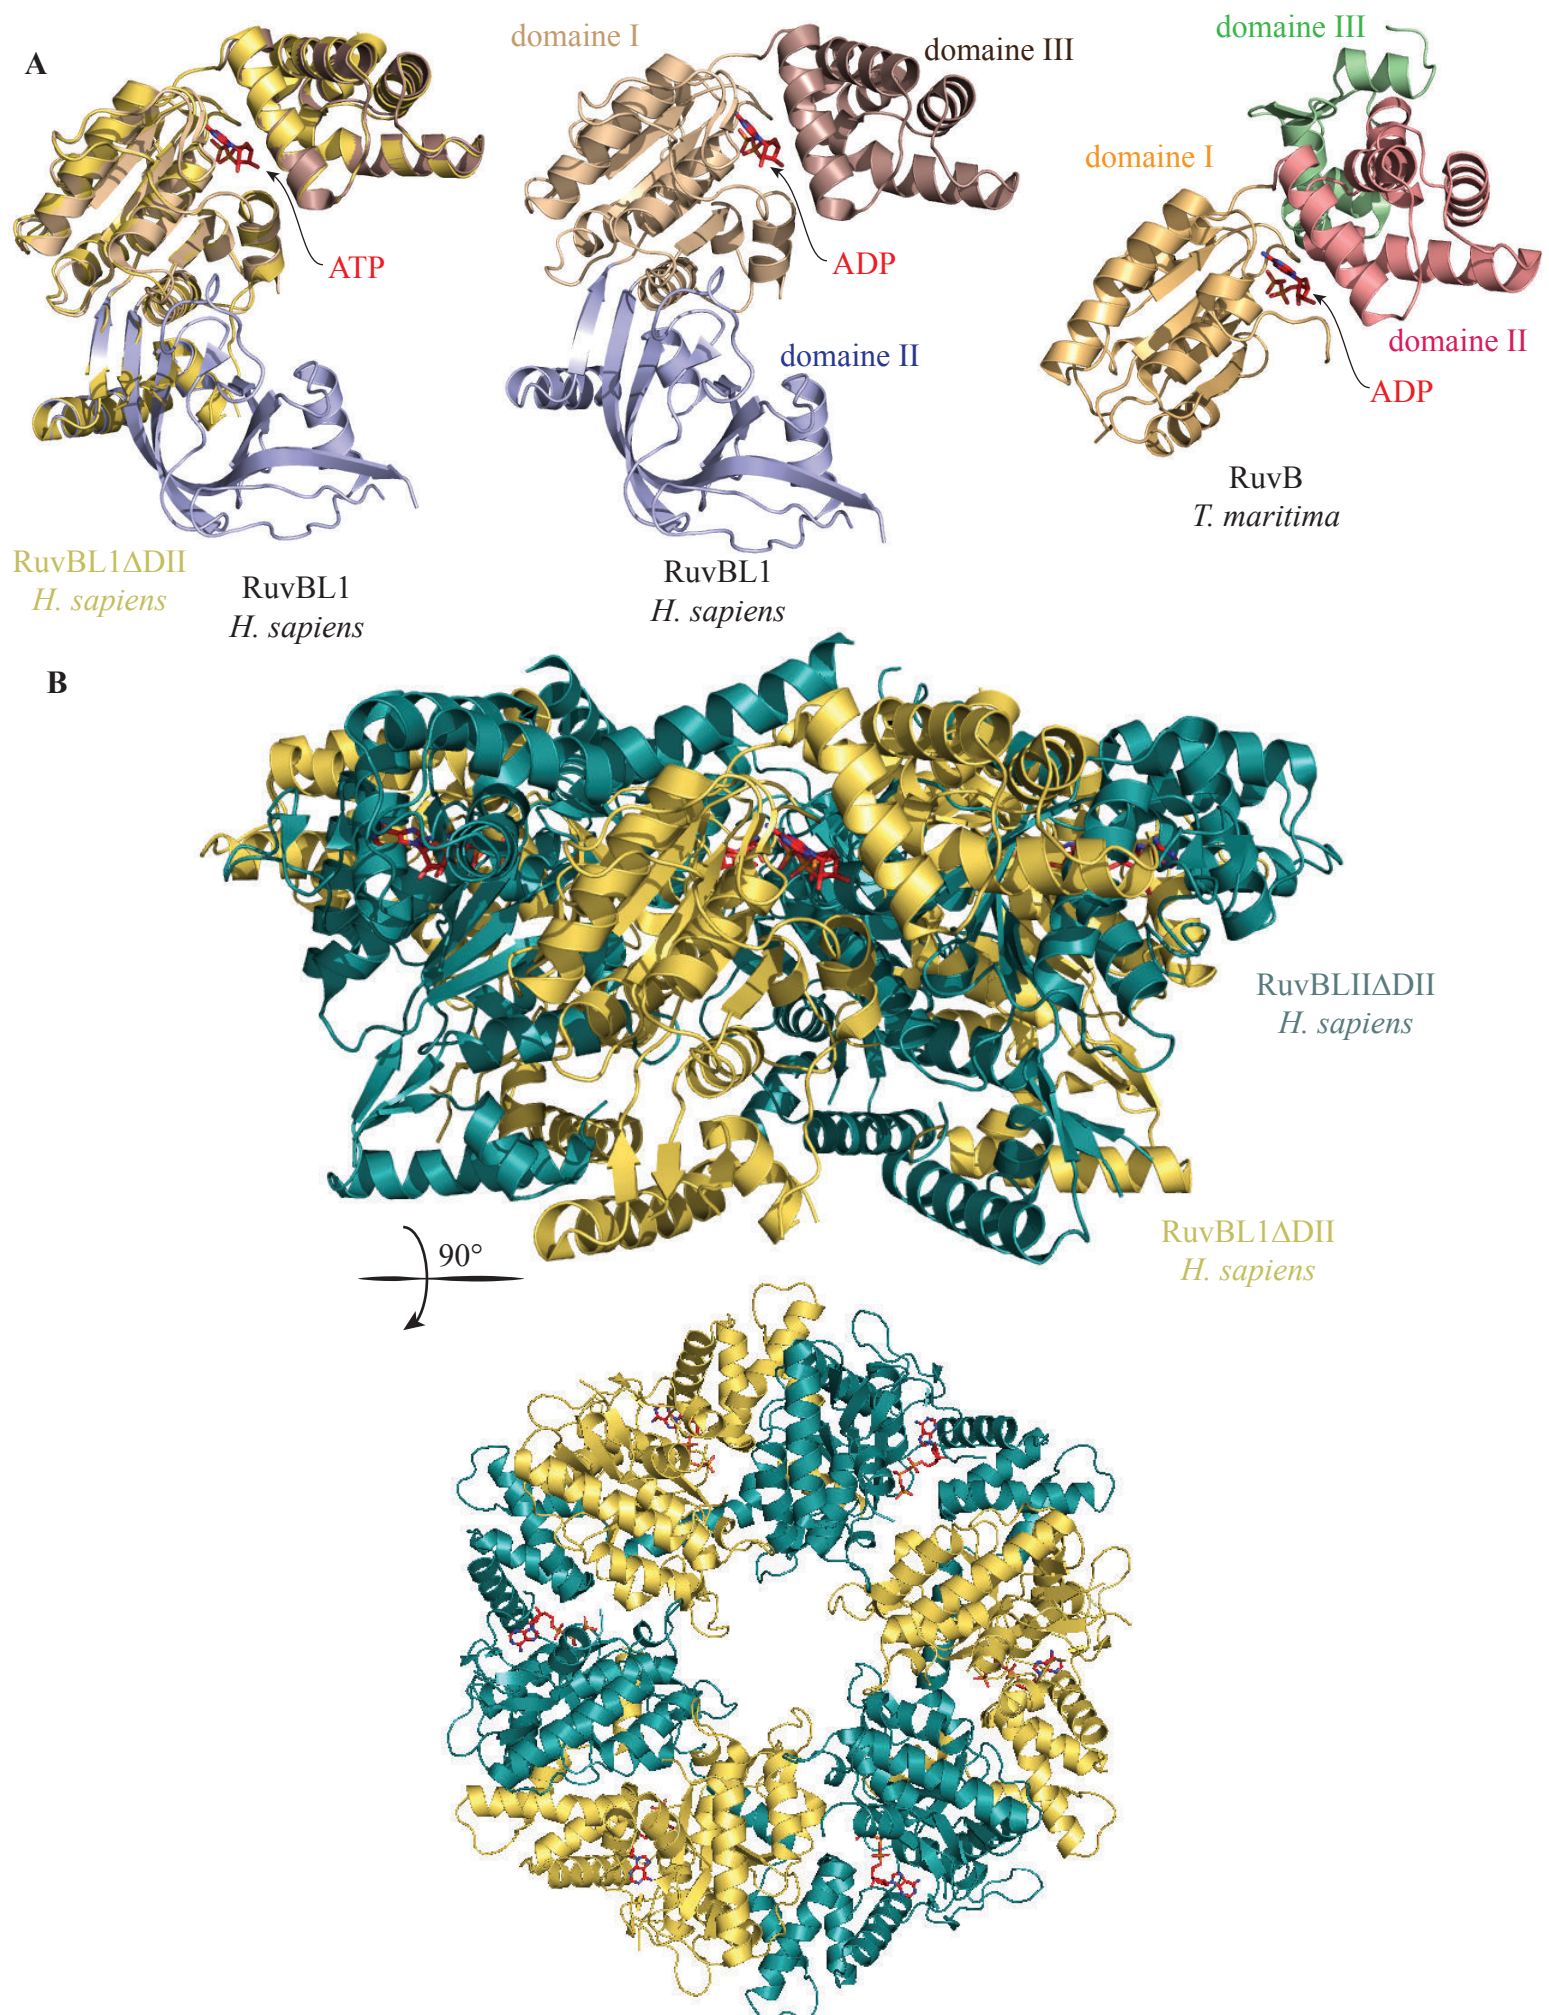 A
domaine I
domaine III
domaine III
domaine I
ATP
ADP
domaine II
domaine II
ADP
RuvB
T. maritima
RuvBL1ΔDII
H. sapiens
RuvBL1
H. sapiens
RuvBL1
H. sapiens
B
RuvBLIIΔDII
H. sapiens
RuvBL1ΔDII
H. sapiens
90°